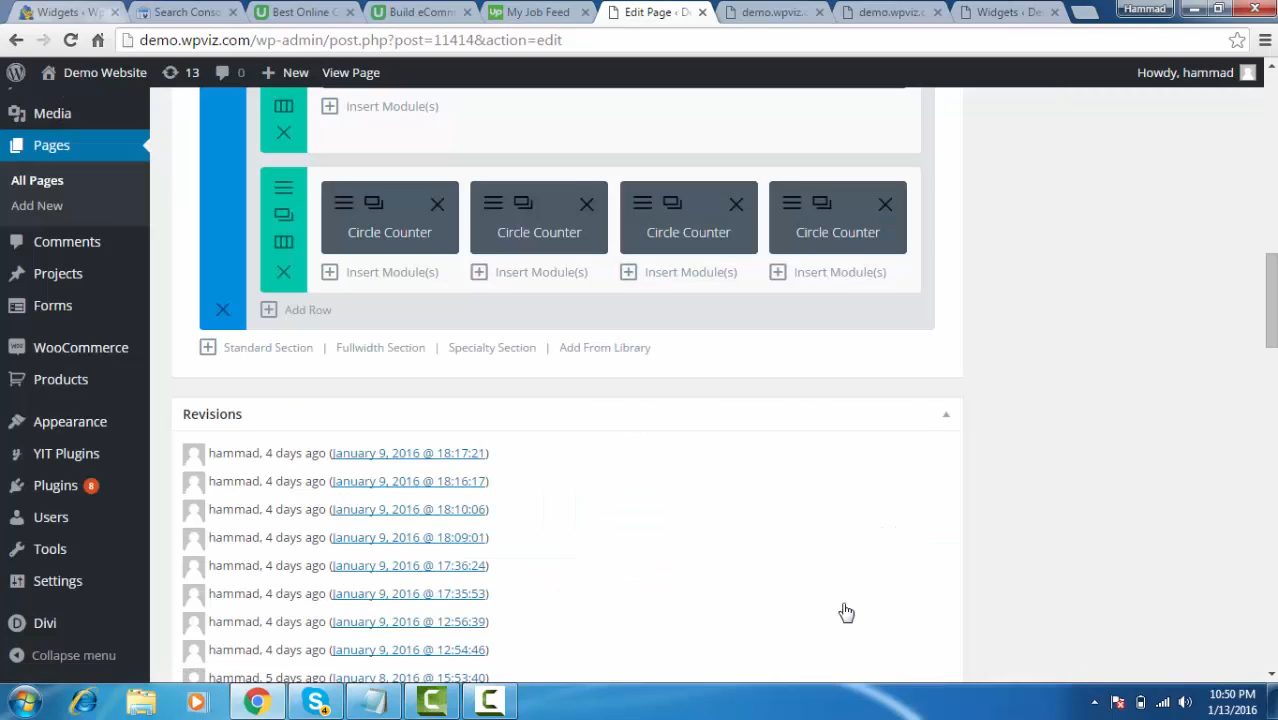 Widgets ‹ Wp
Search Conso
Best Online C
Build eComm
My Job Feed
Edit Page ‹ D
demo.wpviz.c
demo.wpviz.c
Widgets ‹ De
Hammad
demo.wpviz.com/wp-admin/post.php?post=11414&action=edit
Demo Website 13 0 New View Page Howdy, hammad
Media
Pages
All Pages
Add New
Comments
Projects
Forms
WooCommerce
Products
Appearance
YIT Plugins
Plugins 8
Users
Tools
Settings
Divi
Collapse menu
Insert Module(s)
Circle Counter Circle Counter Circle Counter Circle Counter
Insert Module(s) Insert Module(s) Insert Module(s) Insert Module(s)
Add Row
Standard Section | Fullwidth Section | Specialty Section | Add From Library
Revisions
hammad, 4 days ago (January 9, 2016 @ 18:17:21)
hammad, 4 days ago (January 9, 2016 @ 18:16:17)
hammad, 4 days ago (January 9, 2016 @ 18:10:06)
hammad, 4 days ago (January 9, 2016 @ 18:09:01)
hammad, 4 days ago (January 9, 2016 @ 17:36:24)
hammad, 4 days ago (January 9, 2016 @ 17:35:53)
hammad, 4 days ago (January 9, 2016 @ 12:56:39)
hammad, 4 days ago (January 9, 2016 @ 12:54:46)
hammad, 5 days ago (January 8, 2016 @ 15:53:40)
10:50 PM
1/13/2016